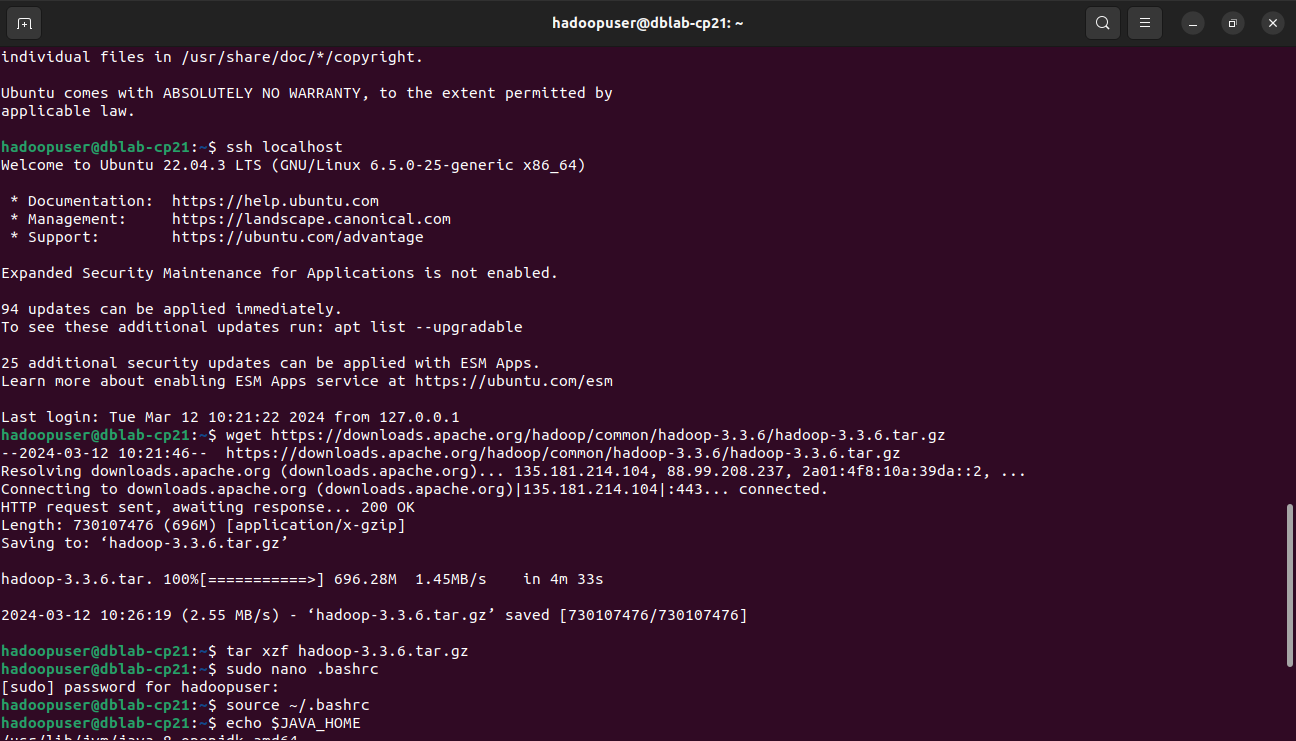 hadoopuser@dblab-cp21: ~
individual files in /usr/share/doc/*/copyright.
Ubuntu comes with ABSOLUTELY NO WARRANTY, to the extent permitted by
applicable law.
hadoopuser@dblab-cp21:~$ ssh localhost
Welcome to Ubuntu 22.04.3 LTS (GNU/Linux 6.5.0-25-generic x86_64)
 * Documentation:  https://help.ubuntu.com
 * Management:     https://landscape.canonical.com
 * Support:        https://ubuntu.com/advantage
Expanded Security Maintenance for Applications is not enabled.
94 updates can be applied immediately.
To see these additional updates run: apt list --upgradable
25 additional security updates can be applied with ESM Apps.
Learn more about enabling ESM Apps service at https://ubuntu.com/esm
Last login: Tue Mar 12 10:21:22 2024 from 127.0.0.1
hadoopuser@dblab-cp21:~$ wget https://downloads.apache.org/hadoop/common/hadoop-3.3.6/hadoop-3.3.6.tar.gz
--2024-03-12 10:21:46--  https://downloads.apache.org/hadoop/common/hadoop-3.3.6/hadoop-3.3.6.tar.gz
Resolving downloads.apache.org (downloads.apache.org)... 135.181.214.104, 88.99.208.237, 2a01:4f8:10a:39da::2, ...
Connecting to downloads.apache.org (downloads.apache.org)|135.181.214.104|:443... connected.
HTTP request sent, awaiting response... 200 OK
Length: 730107476 (696M) [application/x-gzip]
Saving to: ‘hadoop-3.3.6.tar.gz’
hadoop-3.3.6.tar. 100%[===========>] 696.28M  1.45MB/s    in 4m 33s
2024-03-12 10:26:19 (2.55 MB/s) - ‘hadoop-3.3.6.tar.gz’ saved [730107476/730107476]
hadoopuser@dblab-cp21:~$ tar xzf hadoop-3.3.6.tar.gz
hadoopuser@dblab-cp21:~$ sudo nano .bashrc
[sudo] password for hadoopuser:
hadoopuser@dblab-cp21:~$ source ~/.bashrc
hadoopuser@dblab-cp21:~$ echo $JAVA_HOME
/usr/lib/jvm/java-8-openjdk-amd64